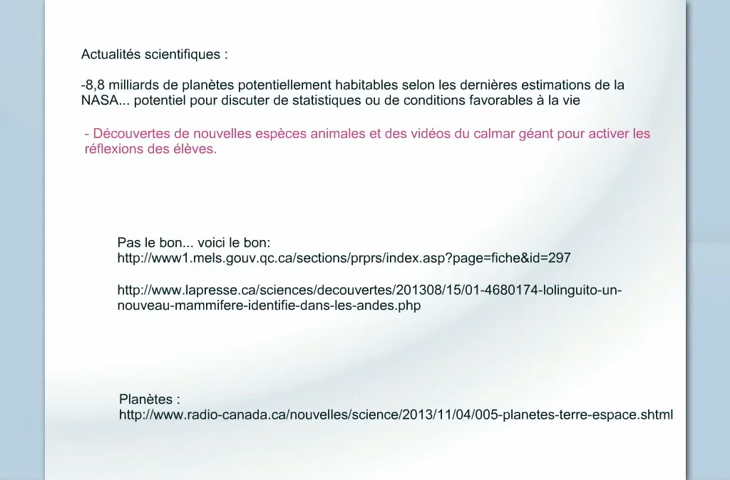 Actualités scientifiques :
-8,8 milliards de planètes potentiellement habitables selon les dernières estimations de la
NASA... potentiel pour discuter de statistiques ou de conditions favorables à la vie
- Découvertes de nouvelles espèces animales et des vidéos du calmar géant pour activer les
réflexions des élèves.
Pas le bon... voici le bon:
http://www1.mels.gouv.qc.ca/sections/prprs/index.asp?page=fiche&id=297
http://www.lapresse.ca/sciences/decouvertes/201308/15/01-4680174-lolinguito-un-
nouveau-mammifere-identifie-dans-les-andes.php
Planètes :
http://www.radio-canada.ca/nouvelles/science/2013/11/04/005-planetes-terre-espace.shtml